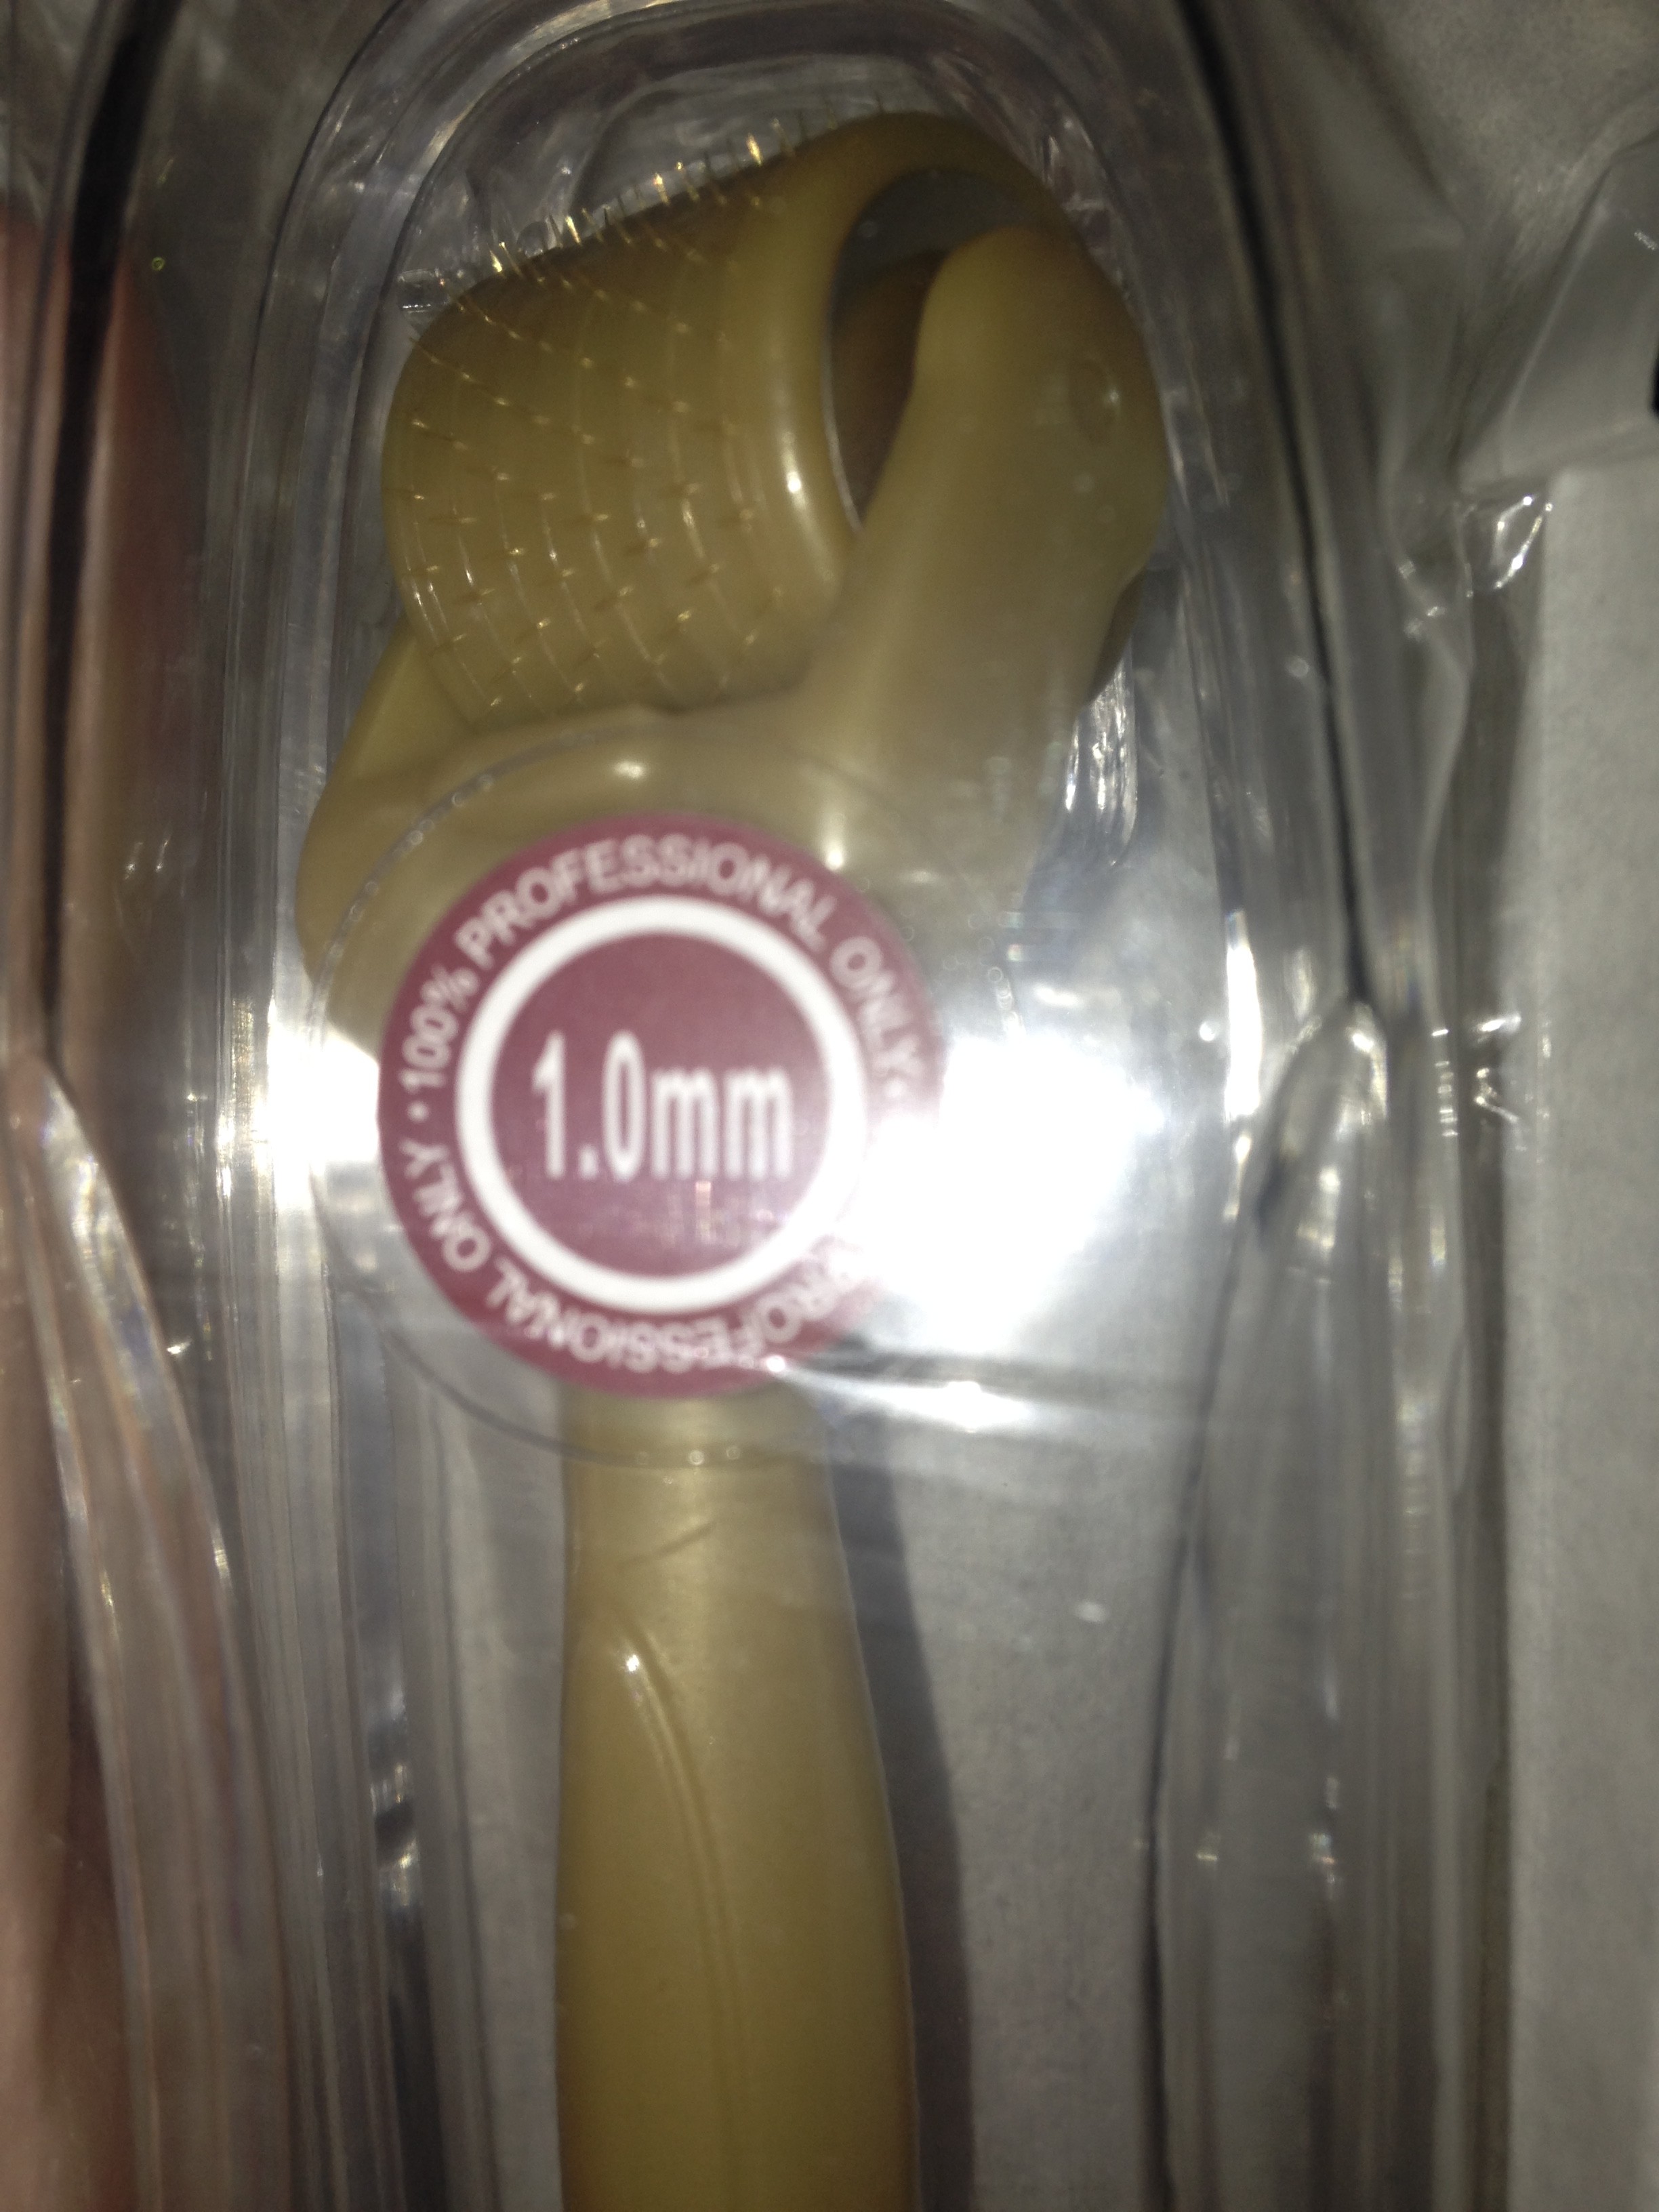 100% PROFESSIONAL ONLY •
1.0mm
PROFESSIONAL ONLY •